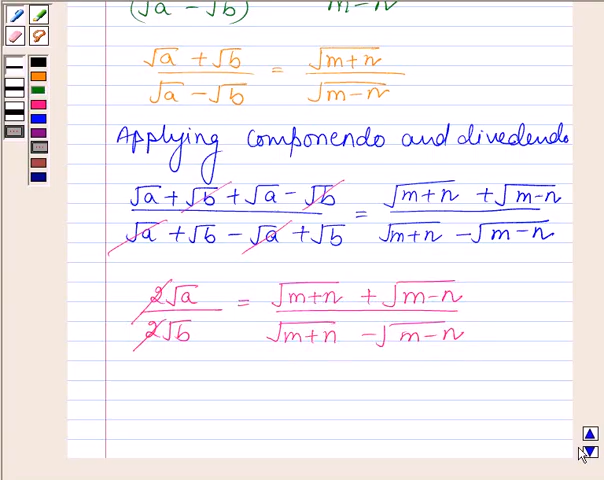 (√a − √b) m−n
√a + √b / √a − √b = √m+n / √m−n
Applying componendo and dividendo
√a + √b + √a − √b / √a + √b − √a + √b = √m+n + √m−n / √m+n − √m−n
2√a / 2√b = √m+n + √m−n / √m+n − √m−n